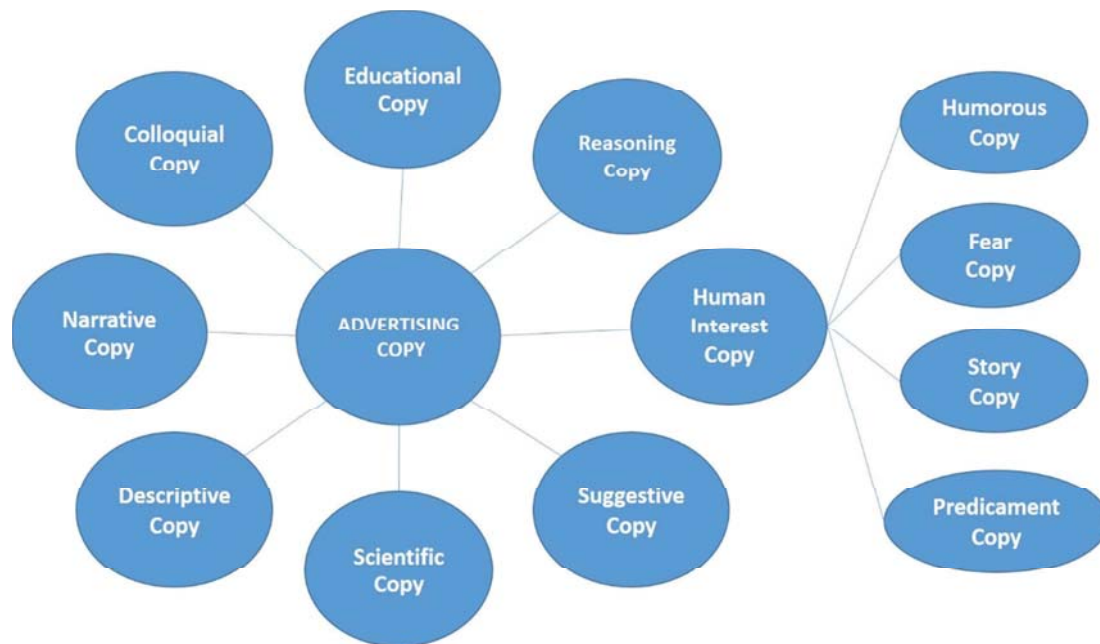 Educational
Copy
Colloquial
Copy
Reasoning
Copy
Humorous
Copy
Fear
Copy
Narrative
Copy
ADVERTISING
COPY
Human
Interest
Copy
Story
Copy
Descriptive
Copy
Scientific
Copy
Suggestive
Copy
Predicament
Copy